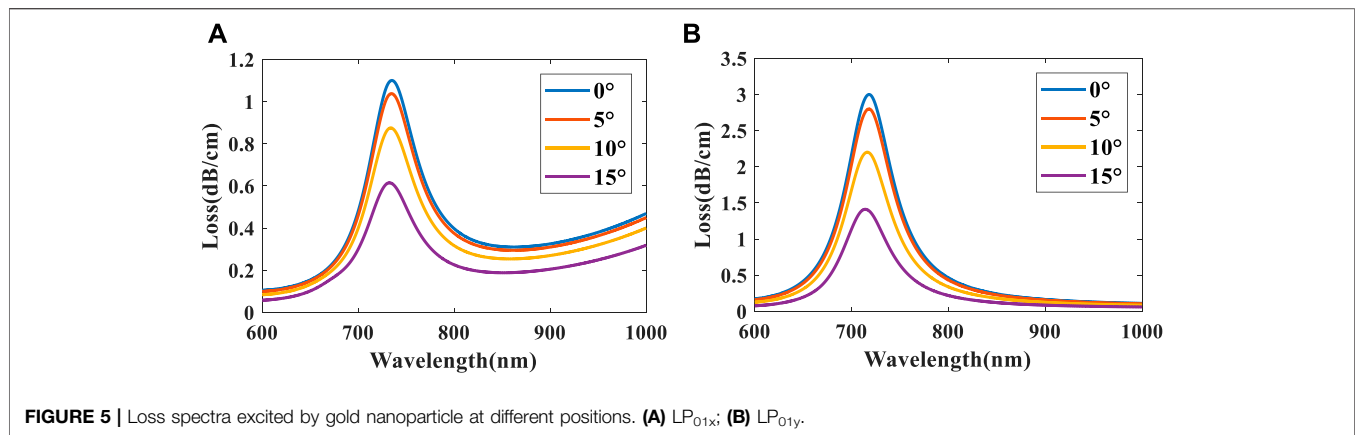 A
Loss(dB/cm)
1.2
1
0.8
0.6
0.4
0.2
0
600 700 800 900 1000
Wavelength(nm)
0°
5°
10°
15°
B
Loss(dB/cm)
3.5
3
2.5
2
1.5
1
0.5
0
600 700 800 900 1000
Wavelength(nm)
0°
5°
10°
15°
FIGURE 5 | Loss spectra excited by gold nanoparticle at different positions. (A) LP01x; (B) LP01y.